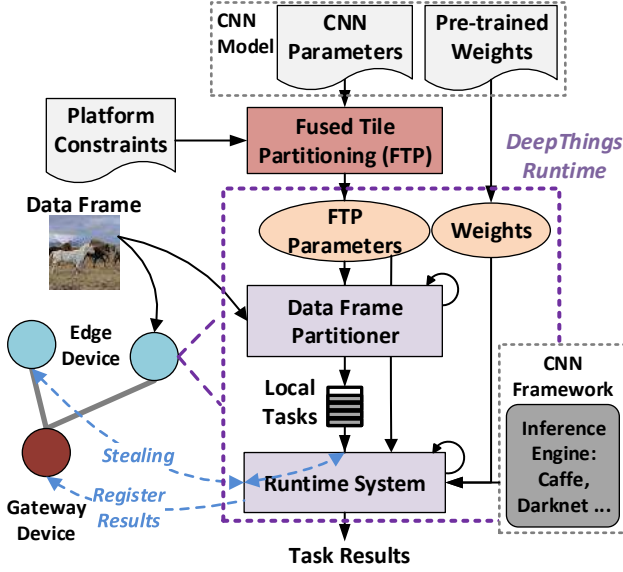 CNN
Model
CNN
Parameters
Pre-trained
Weights
Platform
Constraints
Fused Tile
Partitioning (FTP)
DeepThings
Runtime
Data Frame
FTP
Parameters
Weights
Data Frame
Partitioner
Edge
Device
Local
Tasks
CNN
Framework
Inference
Engine:
Caffe,
Darknet ...
Stealing
Runtime System
Register
Results
Gateway
Device
Task Results